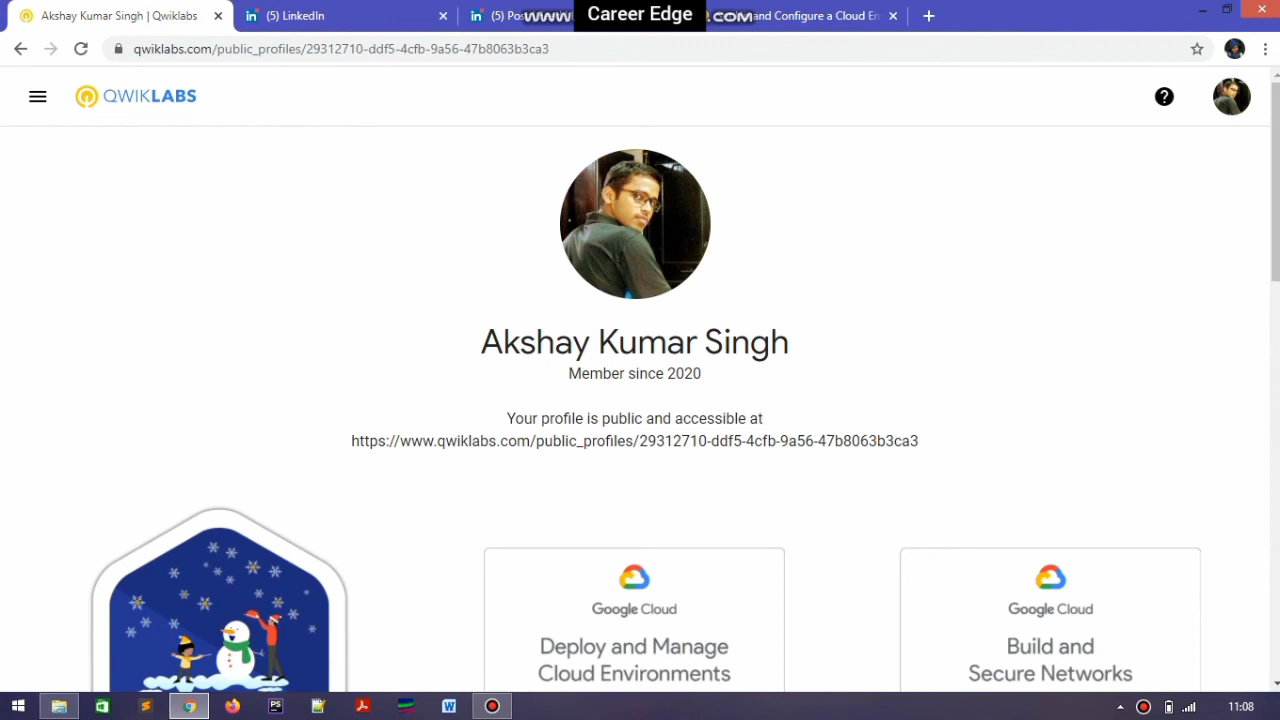 Akshay Kumar Singh | Qwiklabs
(5) LinkedIn
(5) Po
www
Career Edge
.COM
and Configure a Cloud En
qwiklabs.com/public_profiles/29312710-ddf5-4cfb-9a56-47b8063b3ca3
QWIKLABS
Akshay Kumar Singh
Member since 2020
Your profile is public and accessible at
https://www.qwiklabs.com/public_profiles/29312710-ddf5-4cfb-9a56-47b8063b3ca3
Google Cloud
Deploy and Manage
Cloud Environments
Google Cloud
Build and
Secure Networks
11:08